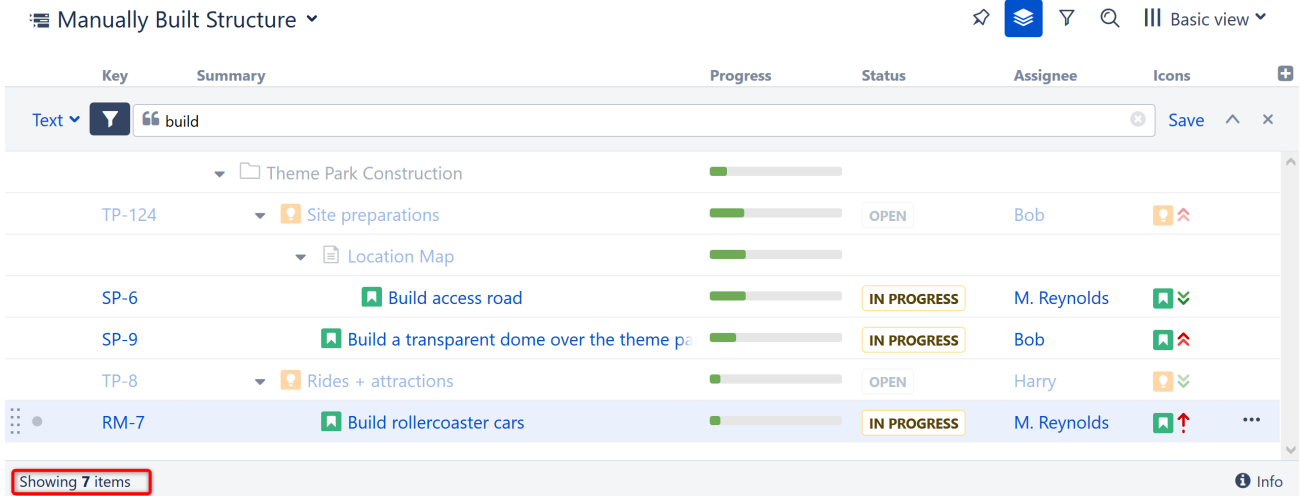 Manually Built Structure
Basic view
Key Summary Progress Status Assignee Icons
Text build Save
Theme Park Construction
TP-124 Site preparations OPEN Bob
Location Map
SP-6 Build access road IN PROGRESS M. Reynolds
SP-9 Build a transparent dome over the theme pa IN PROGRESS Bob
TP-8 Rides + attractions OPEN Harry
RM-7 Build rollercoaster cars IN PROGRESS M. Reynolds
Showing 7 items Info